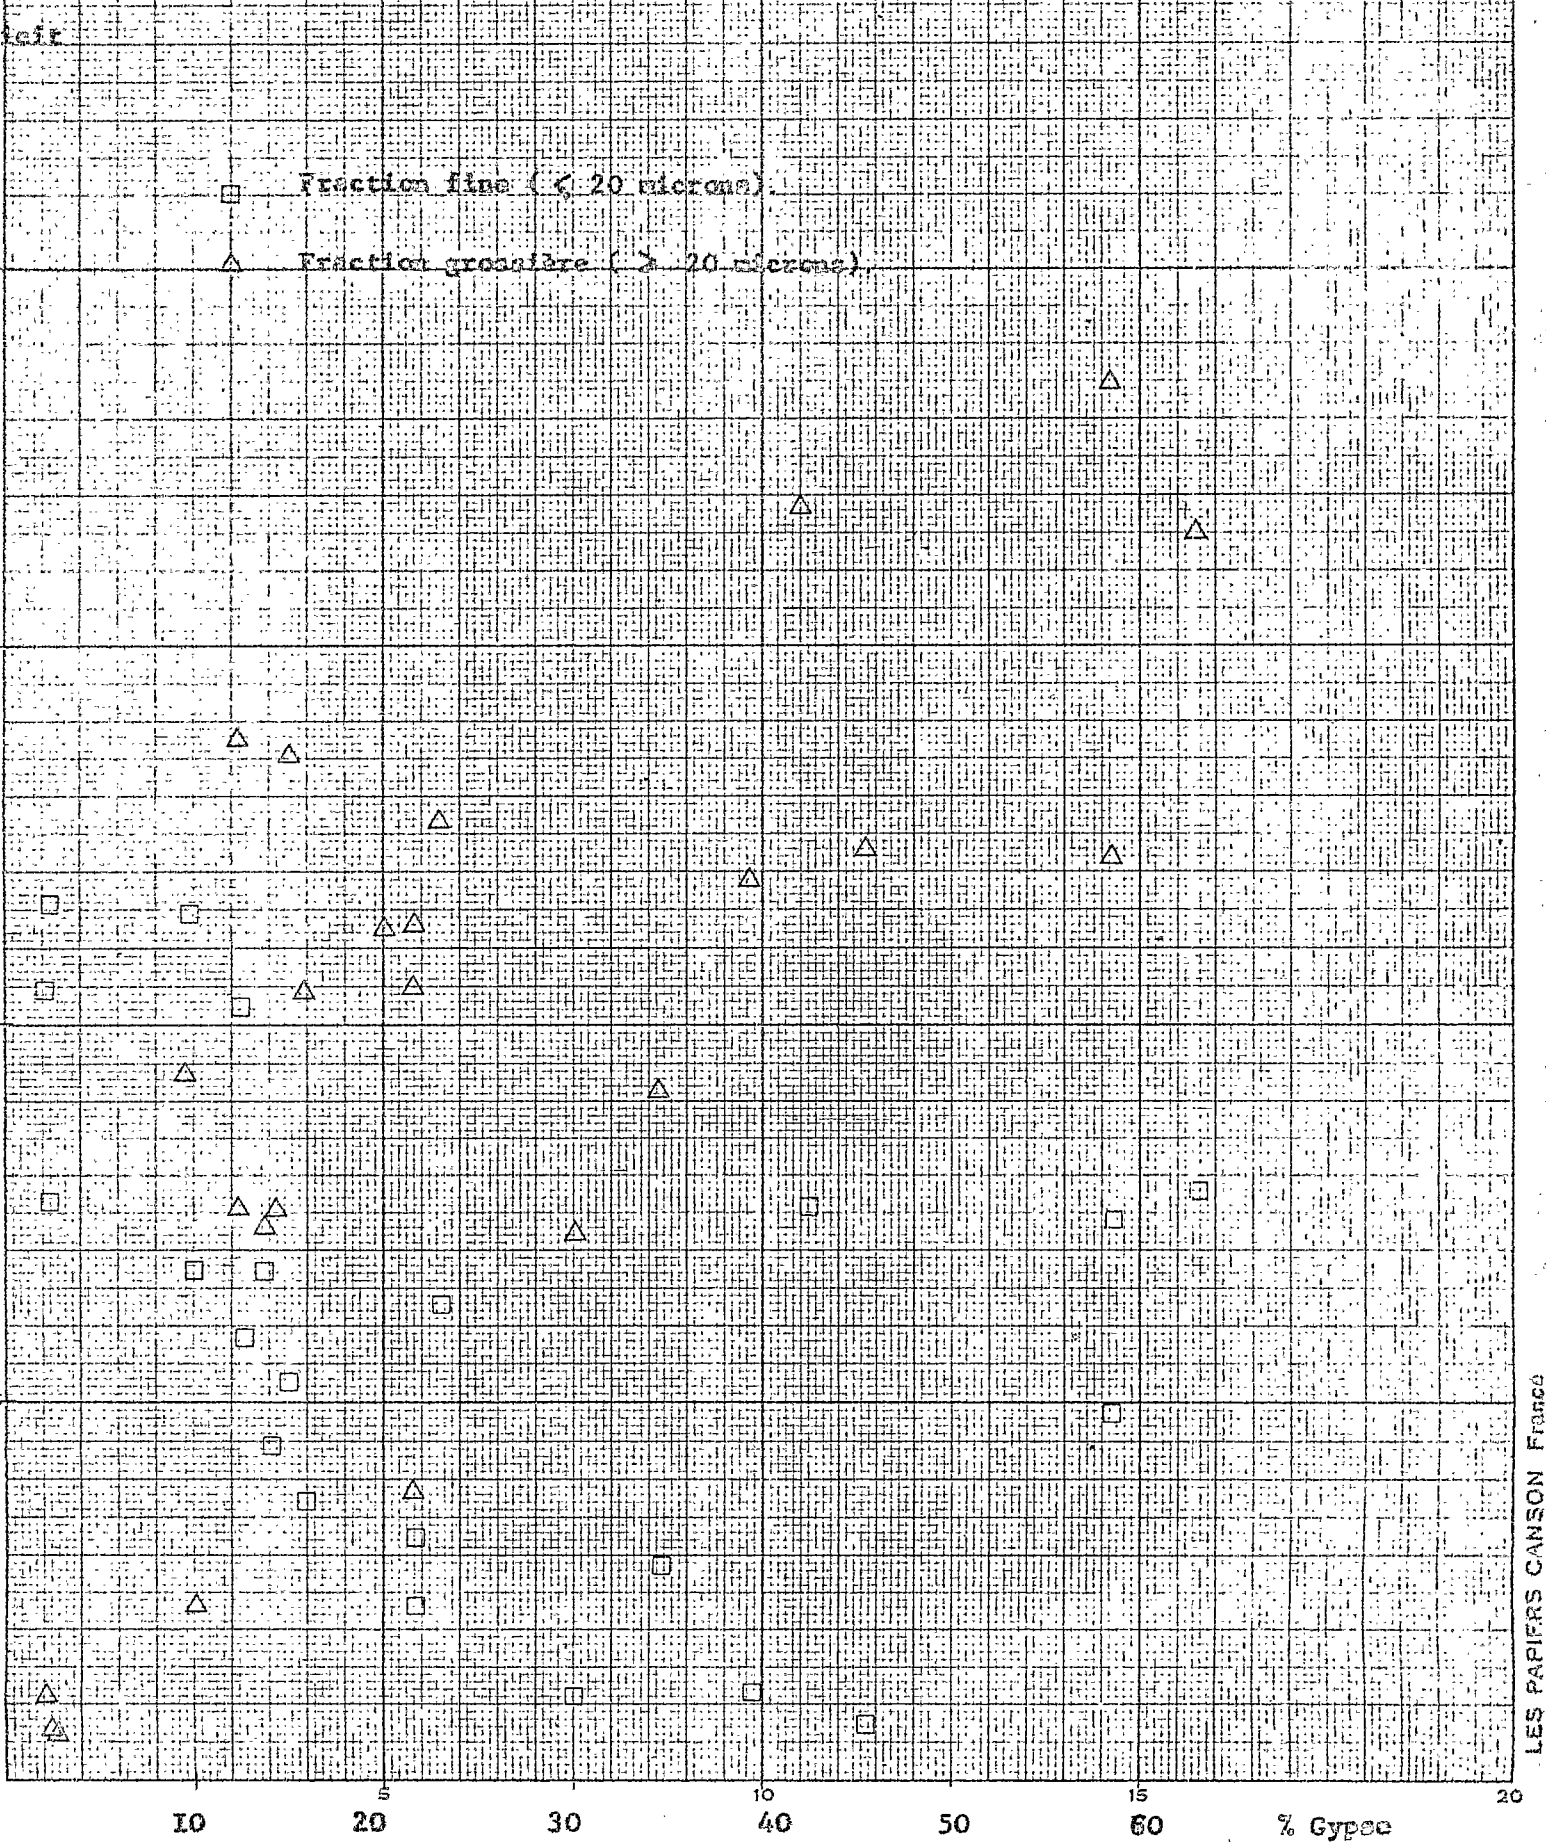 Fraction fine ( ⩽ 20 microns).
Fraction grossière ( ⩾ 20 microns).
5 10 15 20
I0 20 30 40 50 60 % Gypse
LES PAPIERS CANSON France